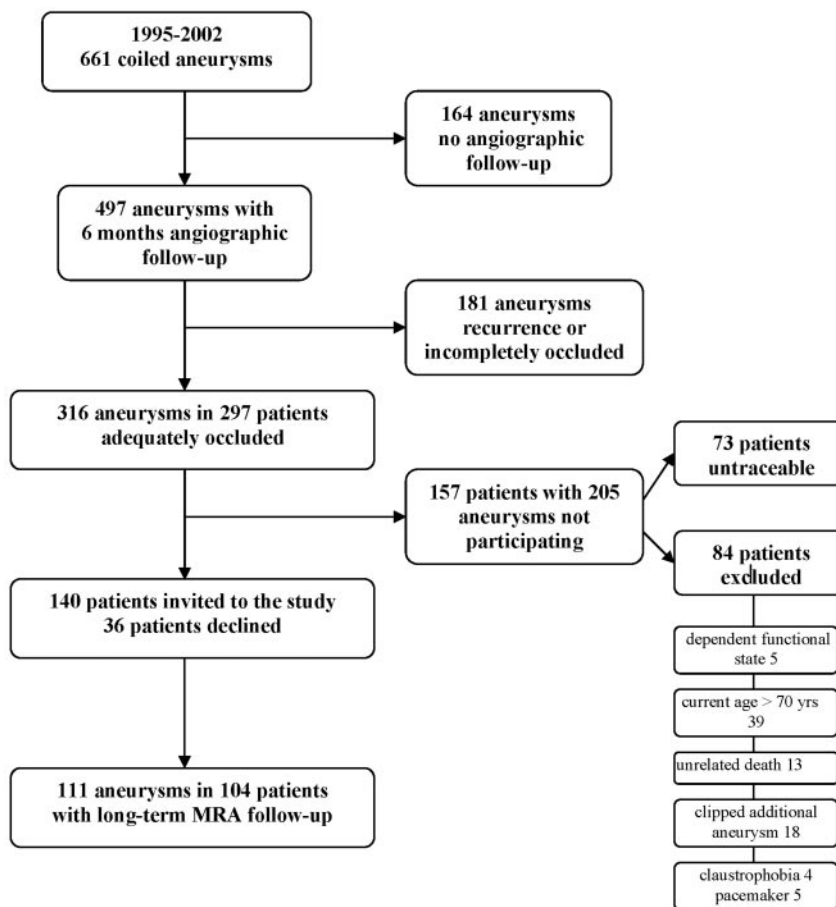 1995-2002
661 coiled aneurysms
164 aneurysms
no angiographic
follow-up
497 aneurysms with
6 months angiographic
follow-up
181 aneurysms
recurrence or
incompletely occluded
316 aneurysms in 297 patients
adequately occluded
73 patients
untraceable
157 patients with 205
aneurysms not
participating
84 patients
excluded
140 patients invited to the study
36 patients declined
dependent functional
state 5
current age > 70 yrs
39
unrelated death 13
111 aneurysms in 104 patients
with long-term MRA follow-up
clipped additional
aneurysm 18
claustrophobia 4
pacemaker 5